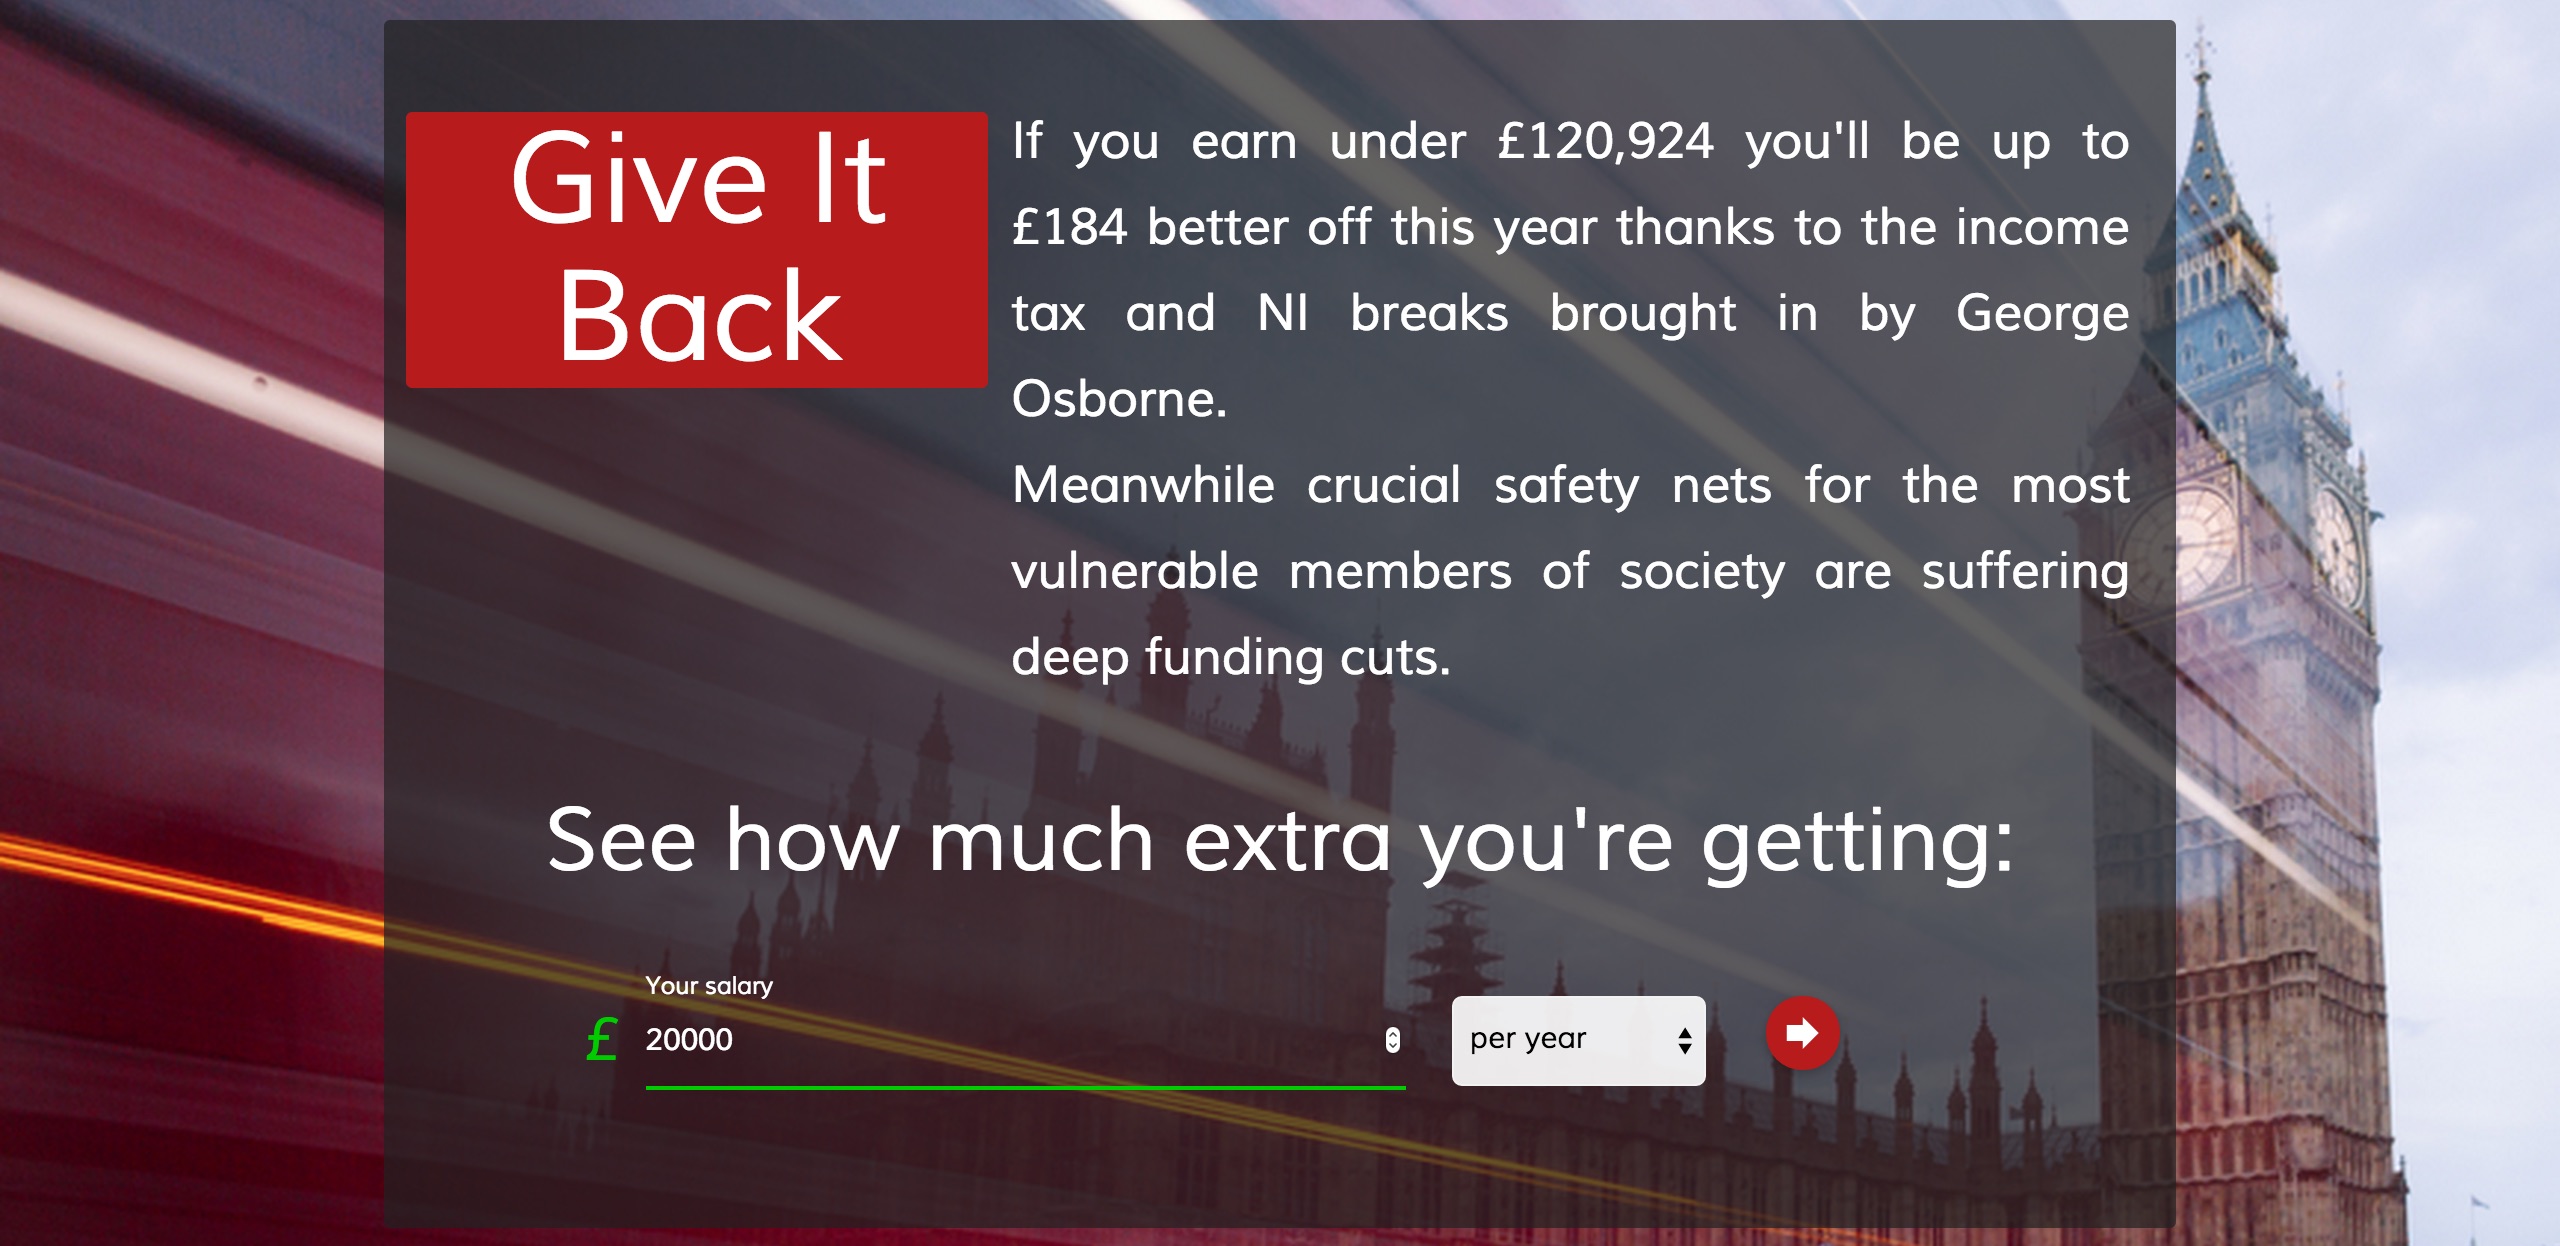 Give It
Back
If you earn under £120,924 you'll be up to
£184 better off this year thanks to the income
tax and NI breaks brought in by George
Osborne.
Meanwhile crucial safety nets for the most
vulnerable members of society are suffering
deep funding cuts.
See how much extra you're getting:
Your salary
£ 20000
per year